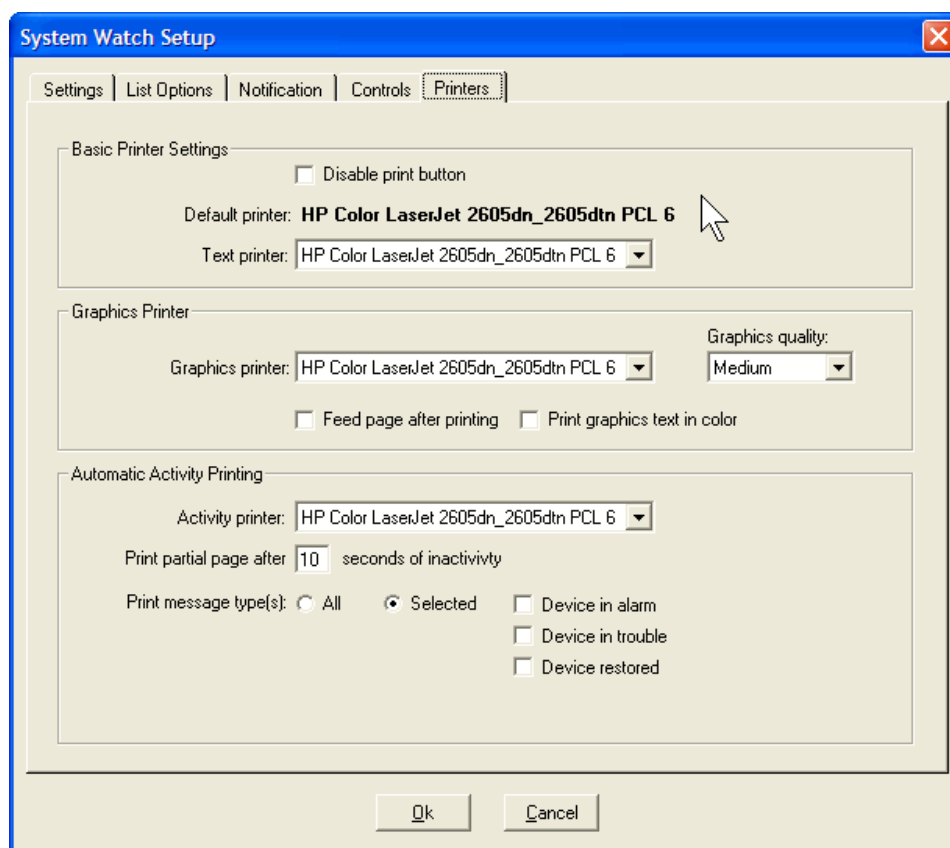 System Watch Setup
Settings List Options Notification Controls Printers
Basic Printer Settings
Disable print button
Default printer: HP Color LaserJet 2605dn_2605dtn PCL 6
Text printer: HP Color LaserJet 2605dn_2605dtn PCL 6
Graphics Printer
Graphics quality:
Graphics printer: HP Color LaserJet 2605dn_2605dtn PCL 6 Medium
Feed page after printing Print graphics text in color
Automatic Activity Printing
Activity printer: HP Color LaserJet 2605dn_2605dtn PCL 6
Print partial page after 10 seconds of inactivivty
Print message type(s): All Selected Device in alarm
Device in trouble
Device restored
Ok Cancel